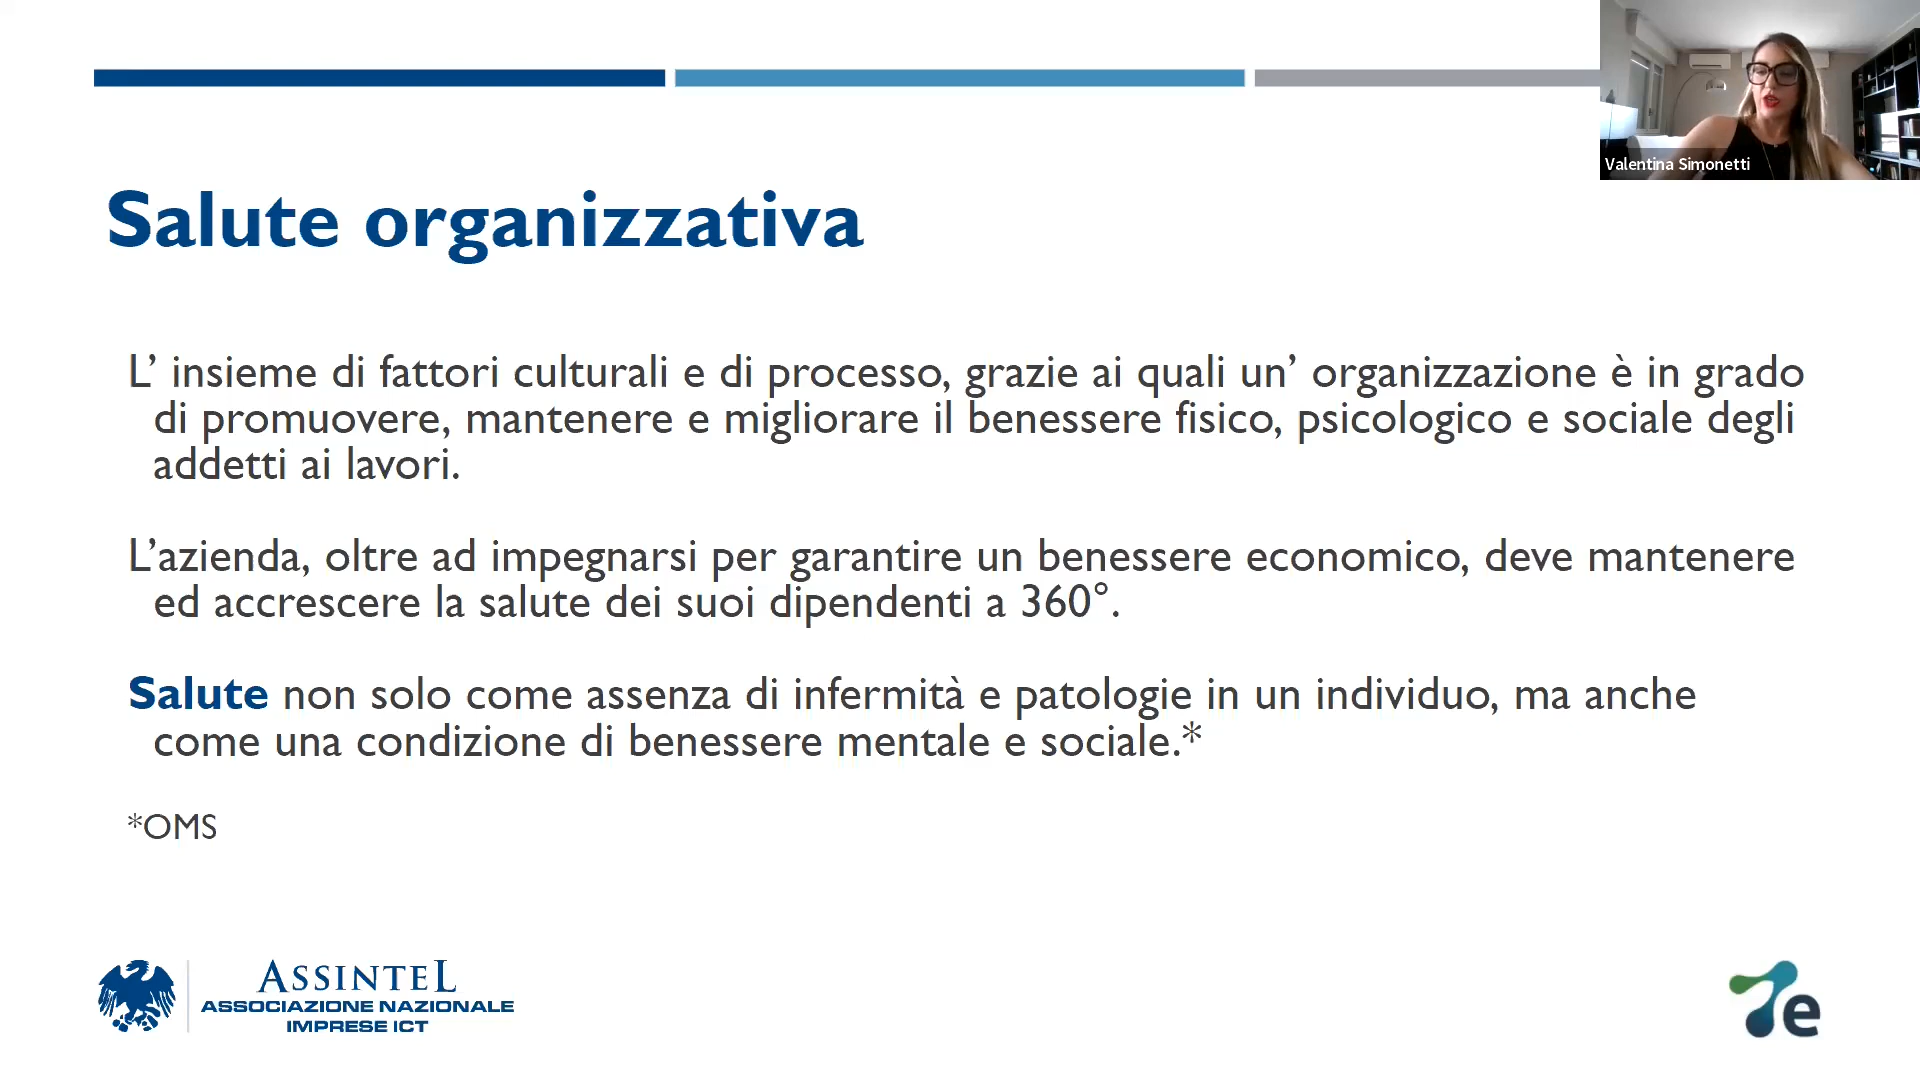 Valentina Simonetti
Salute organizzativa
L’ insieme di fattori culturali e di processo, grazie ai quali un’ organizzazione è in grado
di promuovere, mantenere e migliorare il benessere fisico, psicologico e sociale degli
addetti ai lavori.
L’azienda, oltre ad impegnarsi per garantire un benessere economico, deve mantenere
ed accrescere la salute dei suoi dipendenti a 360°.
Salute non solo come assenza di infermità e patologie in un individuo, ma anche
come una condizione di benessere mentale e sociale.*
*OMS
ASSINTEL
ASSOCIAZIONE NAZIONALE
IMPRESE ICT
e